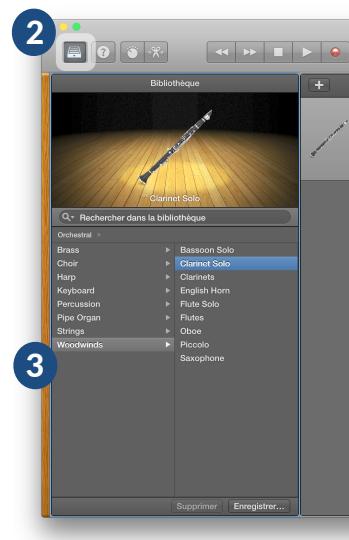 2
?
Bibliothèque
Clarinet Solo
Rechercher dans la bibliothèque
Orchestral
Brass
Choir
Harp
Keyboard
Percussion
Pipe Organ
Strings
Woodwinds
Bassoon Solo
Clarinet Solo
Clarinets
English Horn
Flute Solo
Flutes
Oboe
Piccolo
Saxophone
3
Supprimer
Enregistrer...